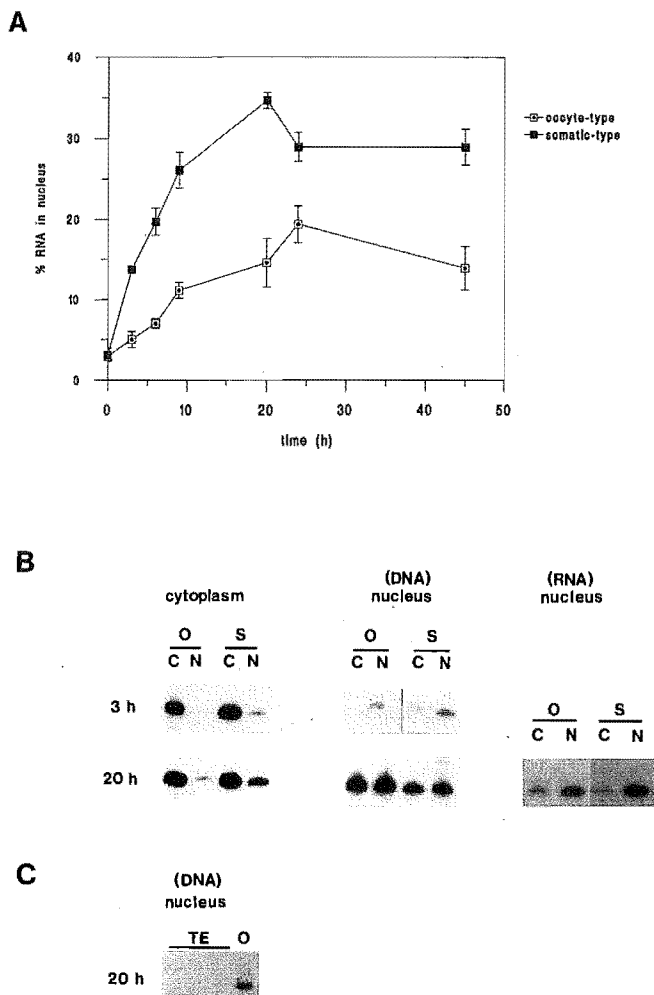 A
40
30
20
10
0
% RNA in nucleus
0 10 20 30 40 50
time (h)
oocyte-type
somatic-type
B
cytoplasm
(DNA)
nucleus
(RNA)
nucleus
O S
C N C N
O S
C N C N
O S
C N C N
3 h
20 h
C
(DNA)
nucleus
TE O
20 h